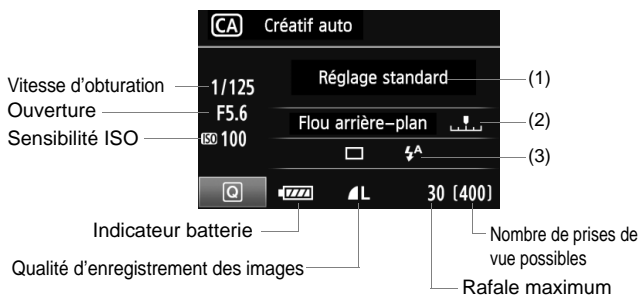 CA Créatif auto
Vitesse d'obturation 1/125 Réglage standard (1)
Ouverture F5.6
Flou arrière-plan (2)
Sensibilité ISO ISO 100
A (3)
Q L 30 [400]
Indicateur batterie
Nombre de prises de
vue possibles
Qualité d'enregistrement des images
Rafale maximum